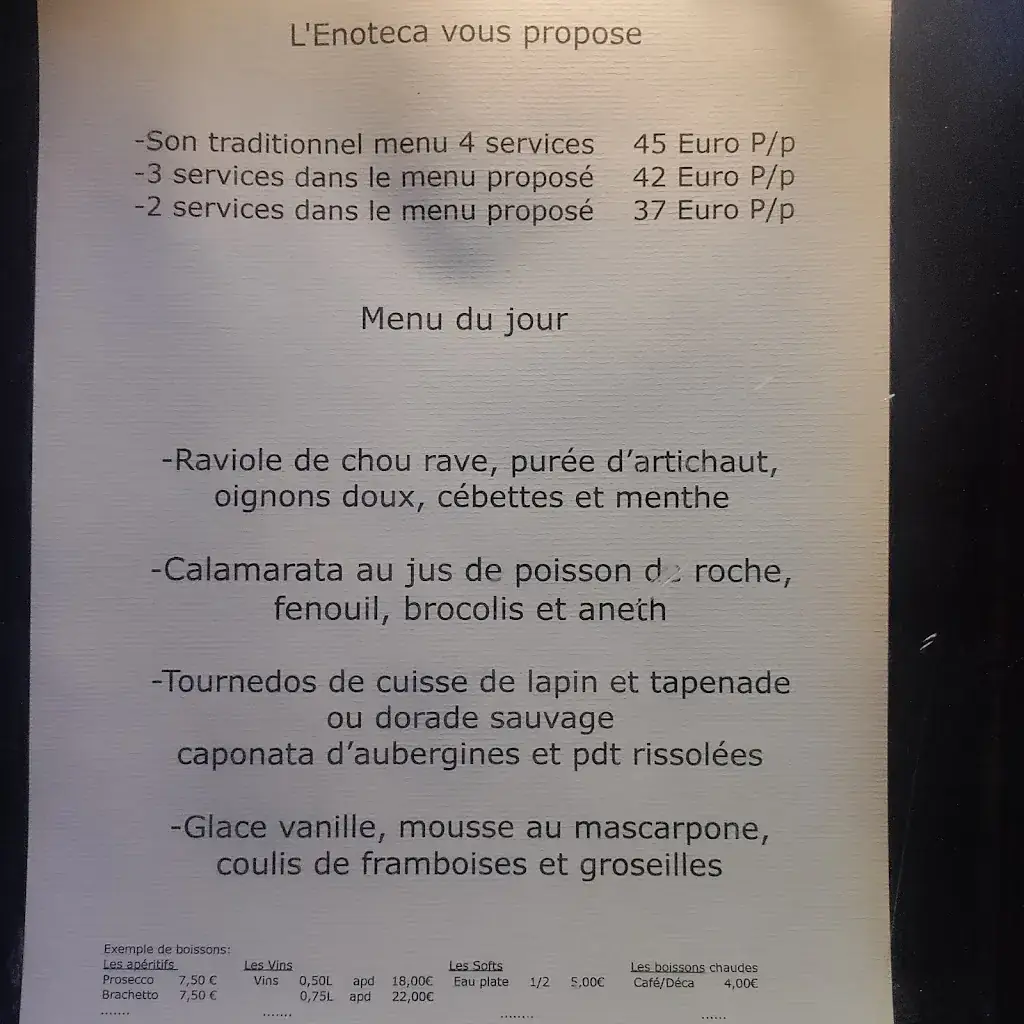 L'Enoteca vous propose
-Son traditionnel menu 4 services 45 Euro P/p
-3 services dans le menu proposé 42 Euro P/p
-2 services dans le menu proposé 37 Euro P/p
Menu du jour
-Raviole de chou rave, purée d'artichaut,
oignons doux, cébettes et menthe
-Calamarata au jus de poisson de roche,
fenouil, brocolis et aneth
-Tournedos de cuisse de lapin et tapenade
ou dorade sauvage
caponata d'aubergines et pdt rissolées
-Glace vanille, mousse au mascarpone,
coulis de framboises et groseilles
Exemple de boissons:
Les apéritifs Les Vins Les Softs Les boissons chaudes
Prosecco 7,50 € Vins 0,50L apd 18,00€ Eau plate 1/2 5,00€ Café/Déca 4,00€
Brachetto 7,50 € 0,75L apd 22,00€
....... ....... ........ ......